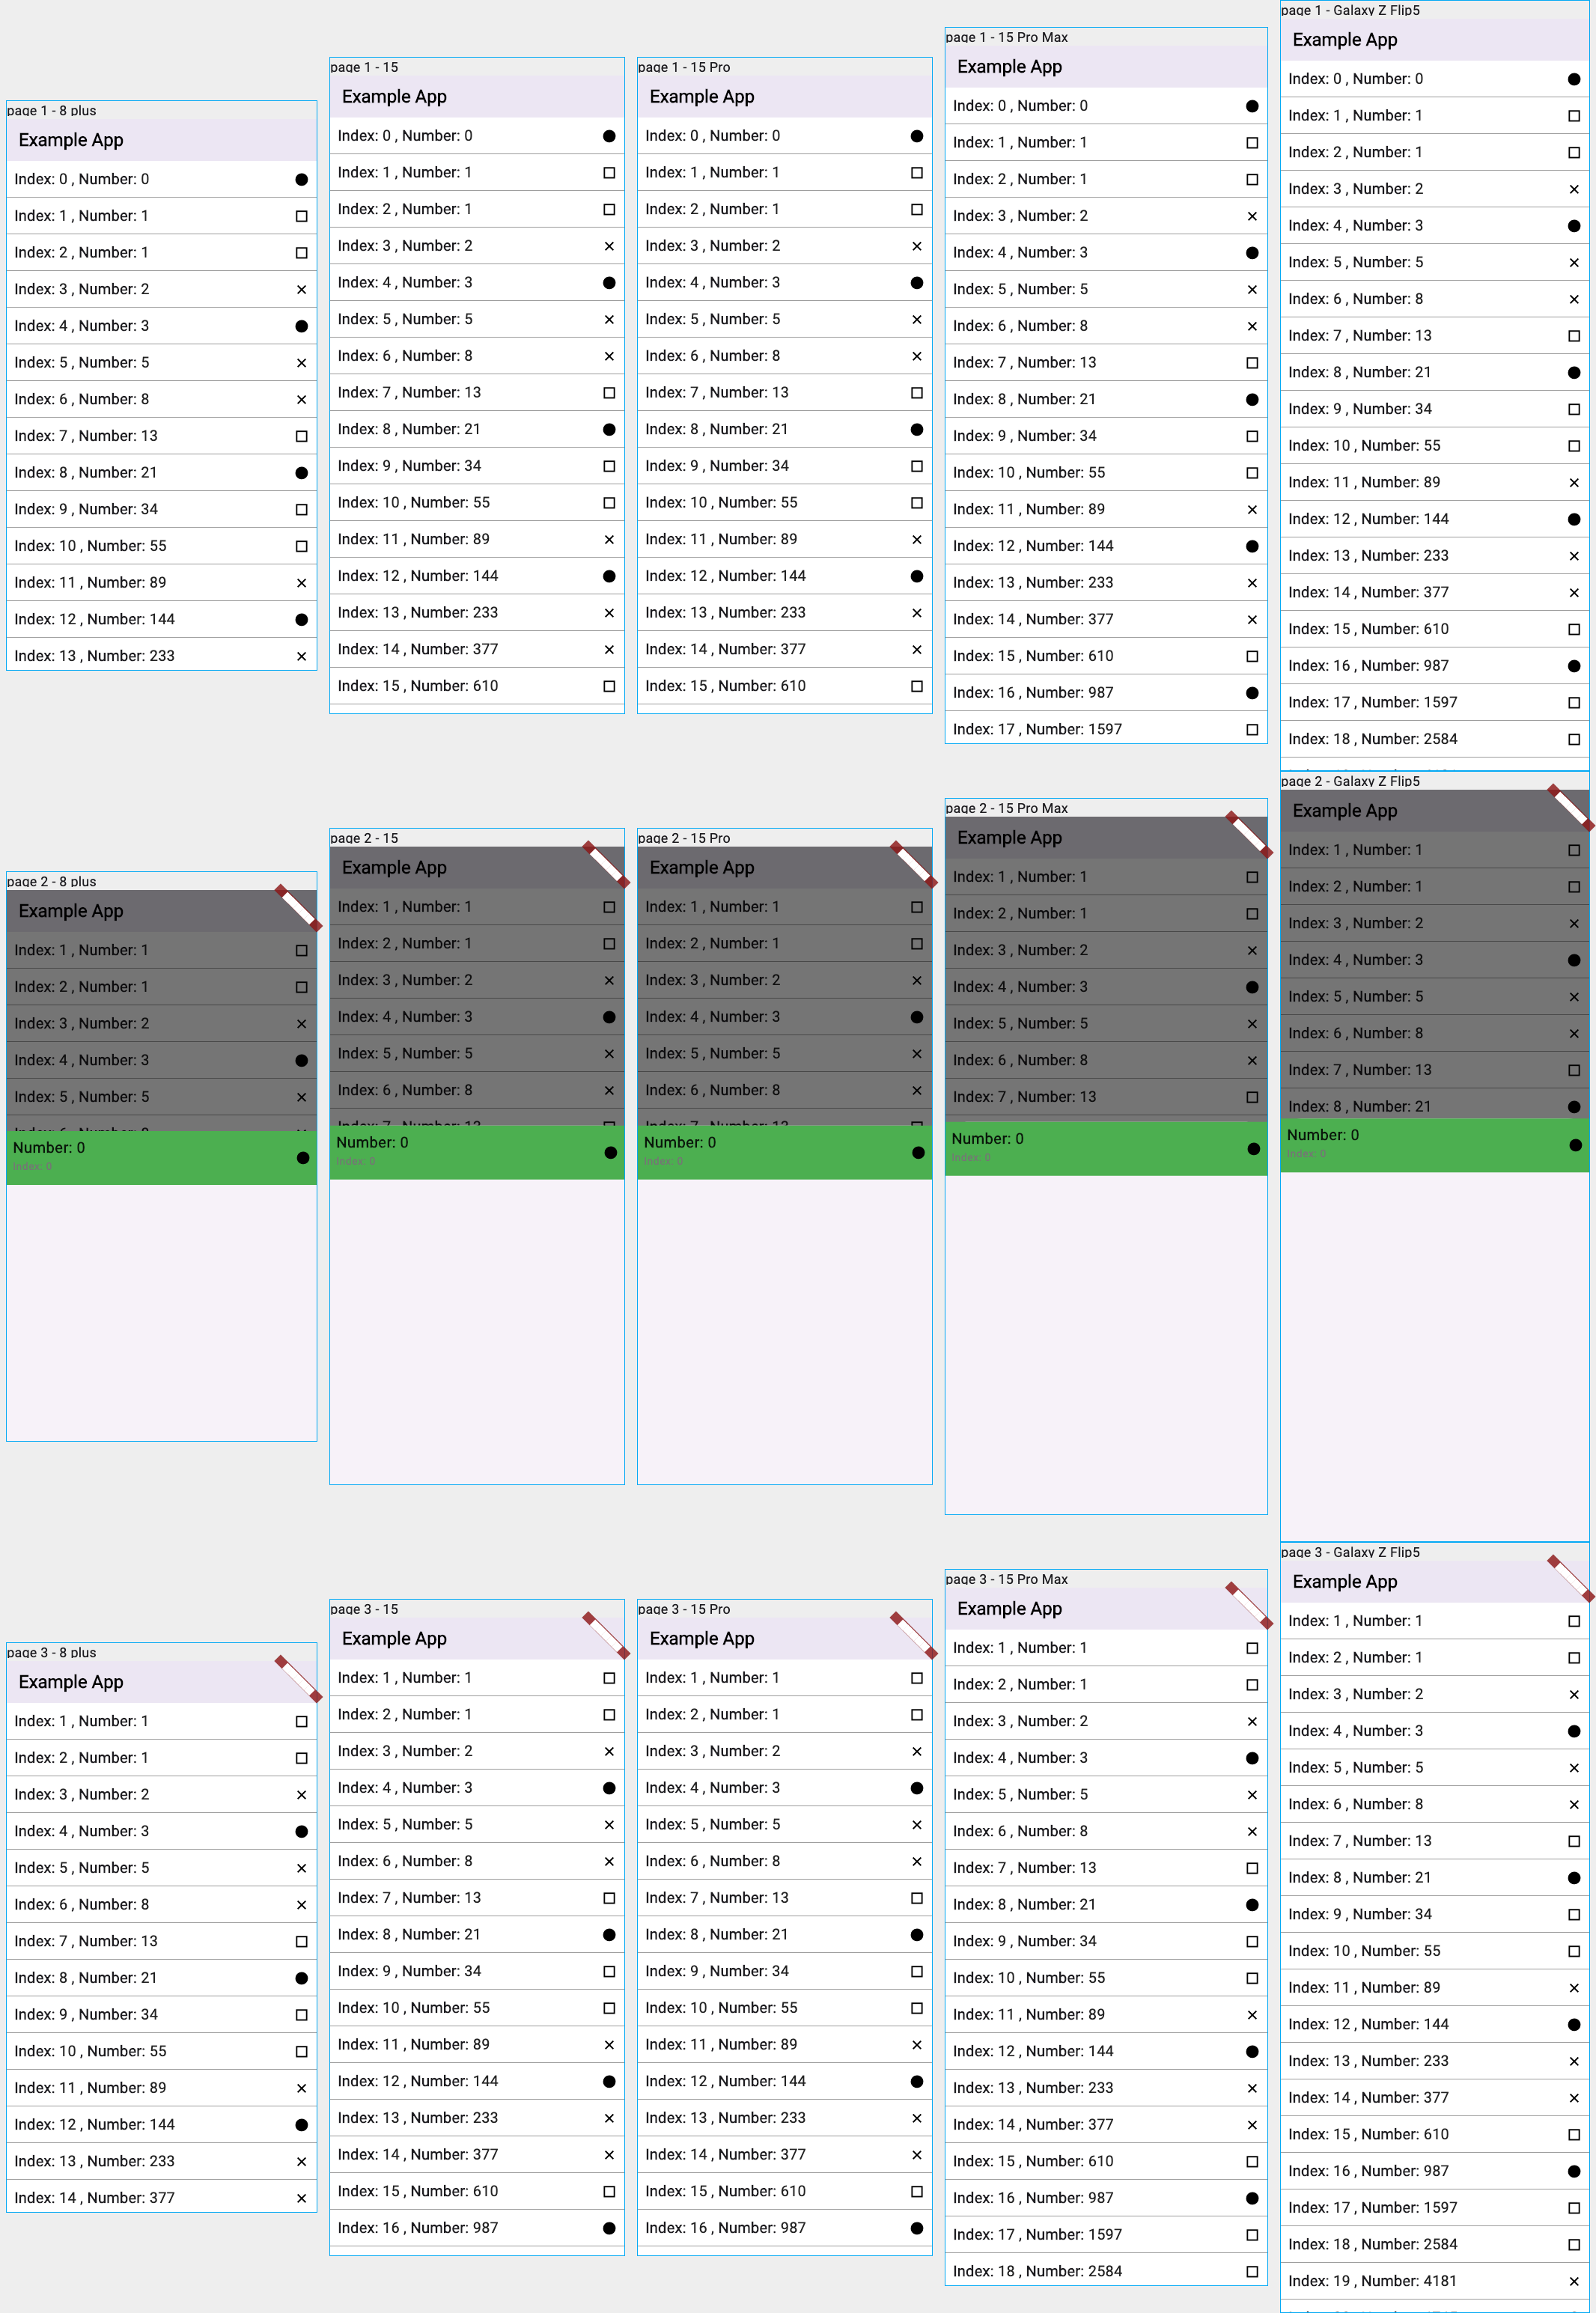 page 1 - 8 plus
Example App
Index: 0 , Number: 0
Index: 1 , Number: 1
Index: 2 , Number: 1
Index: 3 , Number: 2
Index: 4 , Number: 3
Index: 5 , Number: 5
Index: 6 , Number: 8
Index: 7 , Number: 13
Index: 8 , Number: 21
Index: 9 , Number: 34
Index: 10 , Number: 55
Index: 11 , Number: 89
Index: 12 , Number: 144
Index: 13 , Number: 233
page 1 - 15
Example App
Index: 0 , Number: 0
Index: 1 , Number: 1
Index: 2 , Number: 1
Index: 3 , Number: 2
Index: 4 , Number: 3
Index: 5 , Number: 5
Index: 6 , Number: 8
Index: 7 , Number: 13
Index: 8 , Number: 21
Index: 9 , Number: 34
Index: 10 , Number: 55
Index: 11 , Number: 89
Index: 12 , Number: 144
Index: 13 , Number: 233
Index: 14 , Number: 377
Index: 15 , Number: 610
page 1 - 15 Pro
Example App
Index: 0 , Number: 0
Index: 1 , Number: 1
Index: 2 , Number: 1
Index: 3 , Number: 2
Index: 4 , Number: 3
Index: 5 , Number: 5
Index: 6 , Number: 8
Index: 7 , Number: 13
Index: 8 , Number: 21
Index: 9 , Number: 34
Index: 10 , Number: 55
Index: 11 , Number: 89
Index: 12 , Number: 144
Index: 13 , Number: 233
Index: 14 , Number: 377
Index: 15 , Number: 610
page 1 - 15 Pro Max
Example App
Index: 0 , Number: 0
Index: 1 , Number: 1
Index: 2 , Number: 1
Index: 3 , Number: 2
Index: 4 , Number: 3
Index: 5 , Number: 5
Index: 6 , Number: 8
Index: 7 , Number: 13
Index: 8 , Number: 21
Index: 9 , Number: 34
Index: 10 , Number: 55
Index: 11 , Number: 89
Index: 12 , Number: 144
Index: 13 , Number: 233
Index: 14 , Number: 377
Index: 15 , Number: 610
Index: 16 , Number: 987
Index: 17 , Number: 1597
page 1 - Galaxy Z Flip5
Example App
Index: 0 , Number: 0
Index: 1 , Number: 1
Index: 2 , Number: 1
Index: 3 , Number: 2
Index: 4 , Number: 3
Index: 5 , Number: 5
Index: 6 , Number: 8
Index: 7 , Number: 13
Index: 8 , Number: 21
Index: 9 , Number: 34
Index: 10 , Number: 55
Index: 11 , Number: 89
Index: 12 , Number: 144
Index: 13 , Number: 233
Index: 14 , Number: 377
Index: 15 , Number: 610
Index: 16 , Number: 987
Index: 17 , Number: 1597
Index: 18 , Number: 2584
page 2 - 8 plus
Example App
Index: 1 , Number: 1
Index: 2 , Number: 1
Index: 3 , Number: 2
Index: 4 , Number: 3
Index: 5 , Number: 5
Number: 0
Index: 0
page 2 - 15
Example App
Index: 1 , Number: 1
Index: 2 , Number: 1
Index: 3 , Number: 2
Index: 4 , Number: 3
Index: 5 , Number: 5
Index: 6 , Number: 8
Number: 0
Index: 0
page 2 - 15 Pro
Example App
Index: 1 , Number: 1
Index: 2 , Number: 1
Index: 3 , Number: 2
Index: 4 , Number: 3
Index: 5 , Number: 5
Index: 6 , Number: 8
Number: 0
Index: 0
page 2 - 15 Pro Max
Example App
Index: 1 , Number: 1
Index: 2 , Number: 1
Index: 3 , Number: 2
Index: 4 , Number: 3
Index: 5 , Number: 5
Index: 6 , Number: 8
Index: 7 , Number: 13
Number: 0
Index: 0
page 2 - Galaxy Z Flip5
Example App
Index: 1 , Number: 1
Index: 2 , Number: 1
Index: 3 , Number: 2
Index: 4 , Number: 3
Index: 5 , Number: 5
Index: 6 , Number: 8
Index: 7 , Number: 13
Index: 8 , Number: 21
Number: 0
Index: 0
page 3 - 8 plus
Example App
Index: 1 , Number: 1
Index: 2 , Number: 1
Index: 3 , Number: 2
Index: 4 , Number: 3
Index: 5 , Number: 5
Index: 6 , Number: 8
Index: 7 , Number: 13
Index: 8 , Number: 21
Index: 9 , Number: 34
Index: 10 , Number: 55
Index: 11 , Number: 89
Index: 12 , Number: 144
Index: 13 , Number: 233
Index: 14 , Number: 377
page 3 - 15
Example App
Index: 1 , Number: 1
Index: 2 , Number: 1
Index: 3 , Number: 2
Index: 4 , Number: 3
Index: 5 , Number: 5
Index: 6 , Number: 8
Index: 7 , Number: 13
Index: 8 , Number: 21
Index: 9 , Number: 34
Index: 10 , Number: 55
Index: 11 , Number: 89
Index: 12 , Number: 144
Index: 13 , Number: 233
Index: 14 , Number: 377
Index: 15 , Number: 610
Index: 16 , Number: 987
page 3 - 15 Pro
Example App
Index: 1 , Number: 1
Index: 2 , Number: 1
Index: 3 , Number: 2
Index: 4 , Number: 3
Index: 5 , Number: 5
Index: 6 , Number: 8
Index: 7 , Number: 13
Index: 8 , Number: 21
Index: 9 , Number: 34
Index: 10 , Number: 55
Index: 11 , Number: 89
Index: 12 , Number: 144
Index: 13 , Number: 233
Index: 14 , Number: 377
Index: 15 , Number: 610
Index: 16 , Number: 987
page 3 - 15 Pro Max
Example App
Index: 1 , Number: 1
Index: 2 , Number: 1
Index: 3 , Number: 2
Index: 4 , Number: 3
Index: 5 , Number: 5
Index: 6 , Number: 8
Index: 7 , Number: 13
Index: 8 , Number: 21
Index: 9 , Number: 34
Index: 10 , Number: 55
Index: 11 , Number: 89
Index: 12 , Number: 144
Index: 13 , Number: 233
Index: 14 , Number: 377
Index: 15 , Number: 610
Index: 16 , Number: 987
Index: 17 , Number: 1597
Index: 18 , Number: 2584
page 3 - Galaxy Z Flip5
Example App
Index: 1 , Number: 1
Index: 2 , Number: 1
Index: 3 , Number: 2
Index: 4 , Number: 3
Index: 5 , Number: 5
Index: 6 , Number: 8
Index: 7 , Number: 13
Index: 8 , Number: 21
Index: 9 , Number: 34
Index: 10 , Number: 55
Index: 11 , Number: 89
Index: 12 , Number: 144
Index: 13 , Number: 233
Index: 14 , Number: 377
Index: 15 , Number: 610
Index: 16 , Number: 987
Index: 17 , Number: 1597
Index: 18 , Number: 2584
Index: 19 , Number: 4181